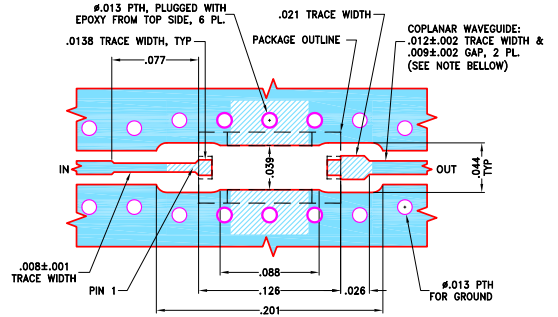 ø.013 PTH, PLUGGED WITH
EPOXY FROM TOP SIDE, 6 PL.
.0138 TRACE WIDTH, TYP
.077
.021 TRACE WIDTH
PACKAGE OUTLINE
COPLANAR WAVEGUIDE:
.012±.002 TRACE WIDTH &
.009±.002 GAP, 2 PL.
(SEE NOTE BELLOW)
IN
.039
OUT
.044
TYP
.008±.001
TRACE WIDTH
PIN 1
.088
.126
.026
.201
ø.013 PTH
FOR GROUND